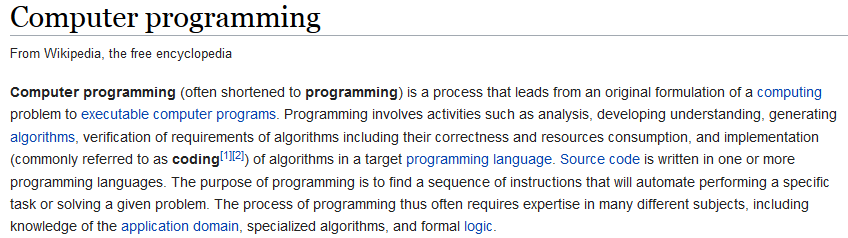 Computer programming
From Wikipedia, the free encyclopedia
Computer programming (often shortened to programming) is a process that leads from an original formulation of a computing
problem to executable computer programs. Programming involves activities such as analysis, developing understanding, generating
algorithms, verification of requirements of algorithms including their correctness and resources consumption, and implementation
(commonly referred to as coding[1][2]) of algorithms in a target programming language. Source code is written in one or more
programming languages. The purpose of programming is to find a sequence of instructions that will automate performing a specific
task or solving a given problem. The process of programming thus often requires expertise in many different subjects, including
knowledge of the application domain, specialized algorithms, and formal logic.